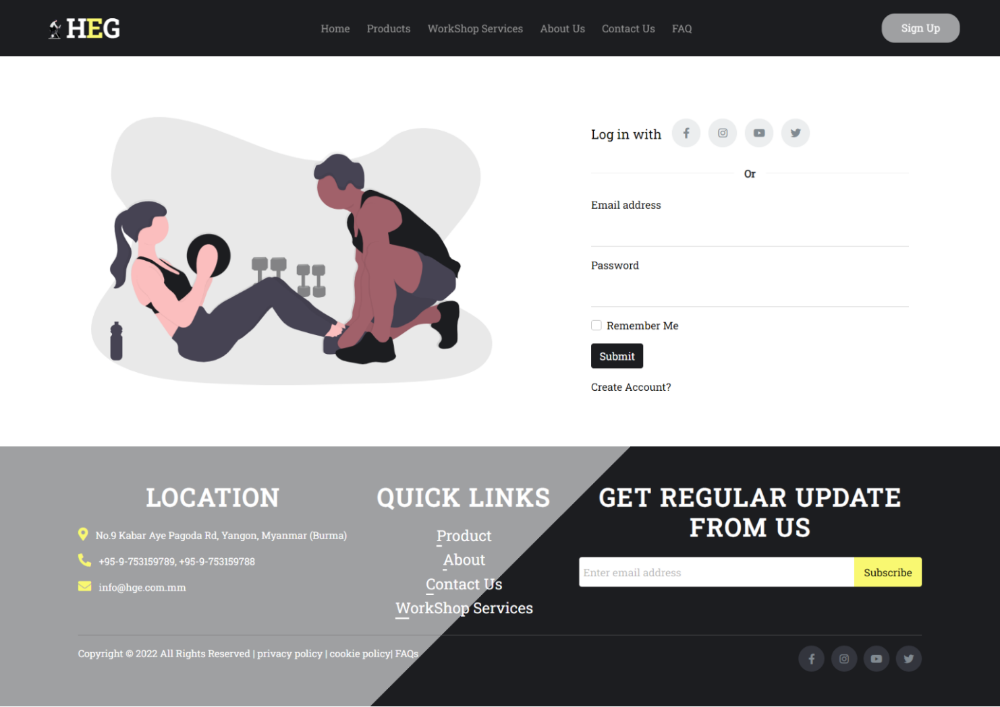 HEG
Home Products WorkShop Services About Us Contact Us FAQ
Sign Up
Log in with
Or
Email address
Password
Remember Me
Submit
Create Account?
LOCATION
No.9 Kabar Aye Pagoda Rd, Yangon, Myanmar (Burma)
+95-9-753159789, +95-9-753159788
info@hge.com.mm
QUICK LINKS
Product
About
Contact Us
WorkShop Services
GET REGULAR UPDATE
FROM US
Enter email address
Subscribe
Copyright © 2022 All Rights Reserved | privacy policy | cookie policy| FAQs